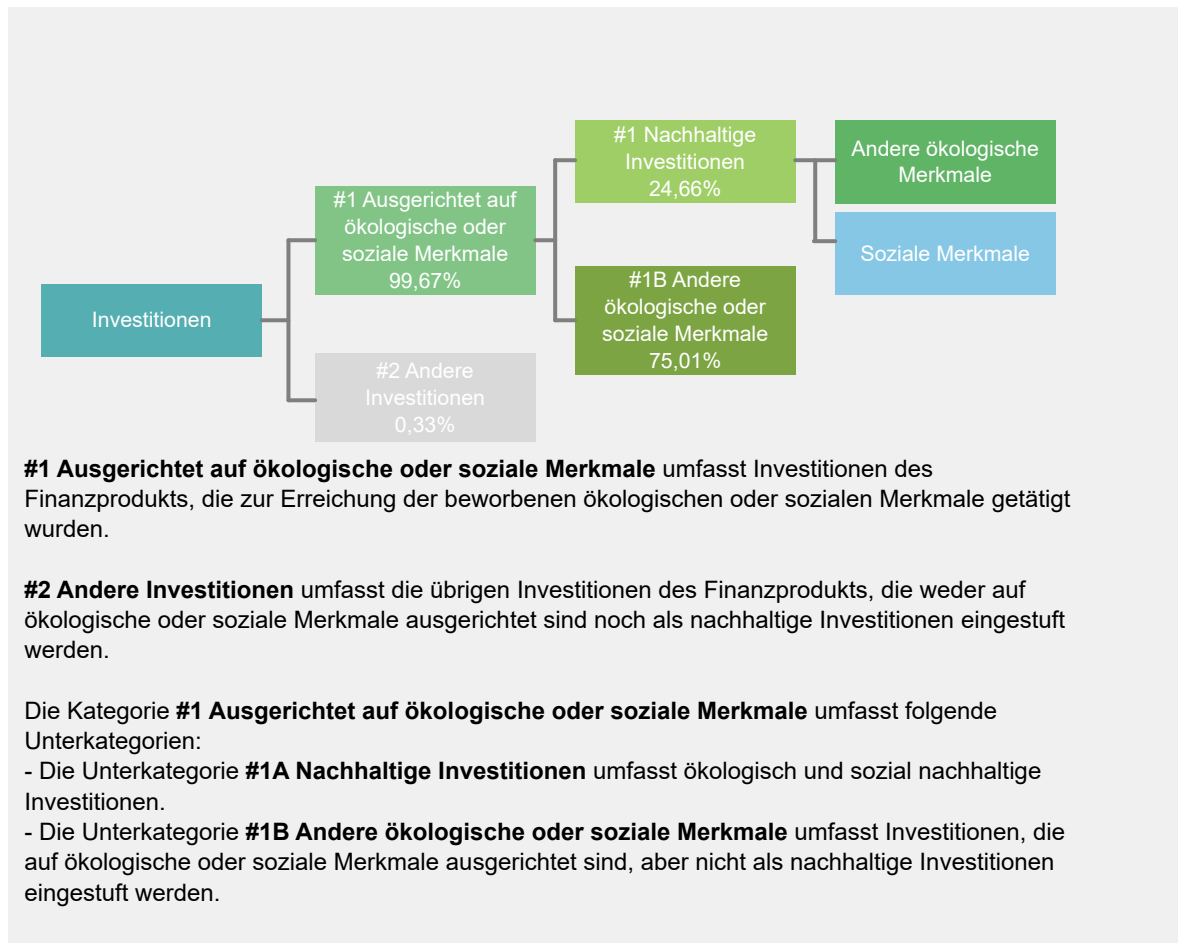 #1 Nachhaltige
Investitionen
24,66%
Andere ökologische
Merkmale
#1 Ausgerichtet auf
ökologische oder
soziale Merkmale
99,67%
Soziale Merkmale
#1B Andere
ökologische oder
soziale Merkmale
75,01%
Investitionen
#2 Andere
Investitionen
0,33%
#1 Ausgerichtet auf ökologische oder soziale Merkmale umfasst Investitionen des
Finanzprodukts, die zur Erreichung der beworbenen ökologischen oder sozialen Merkmale getätigt
wurden.
#2 Andere Investitionen umfasst die übrigen Investitionen des Finanzprodukts, die weder auf
ökologische oder soziale Merkmale ausgerichtet sind noch als nachhaltige Investitionen eingestuft
werden.
Die Kategorie #1 Ausgerichtet auf ökologische oder soziale Merkmale umfasst folgende
Unterkategorien:
- Die Unterkategorie #1A Nachhaltige Investitionen umfasst ökologisch und sozial nachhaltige
Investitionen.
- Die Unterkategorie #1B Andere ökologische oder soziale Merkmale umfasst Investitionen, die
auf ökologische oder soziale Merkmale ausgerichtet sind, aber nicht als nachhaltige Investitionen
eingestuft werden.